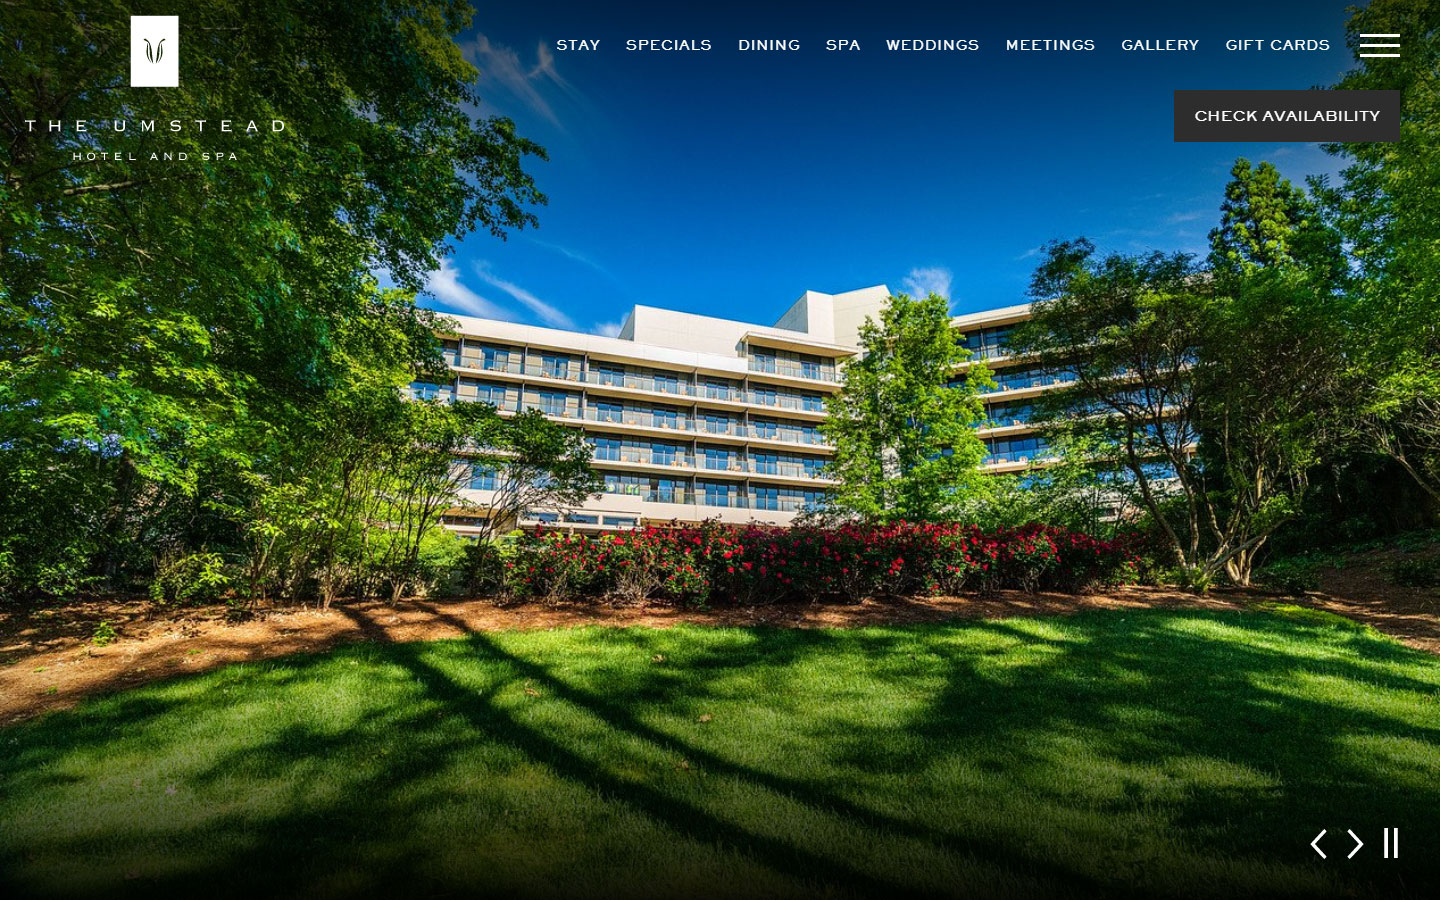 THE UMSTEAD
HOTEL AND SPA
STAY SPECIALS DINING SPA WEDDINGS MEETINGS GALLERY GIFT CARDS
CHECK AVAILABILITY